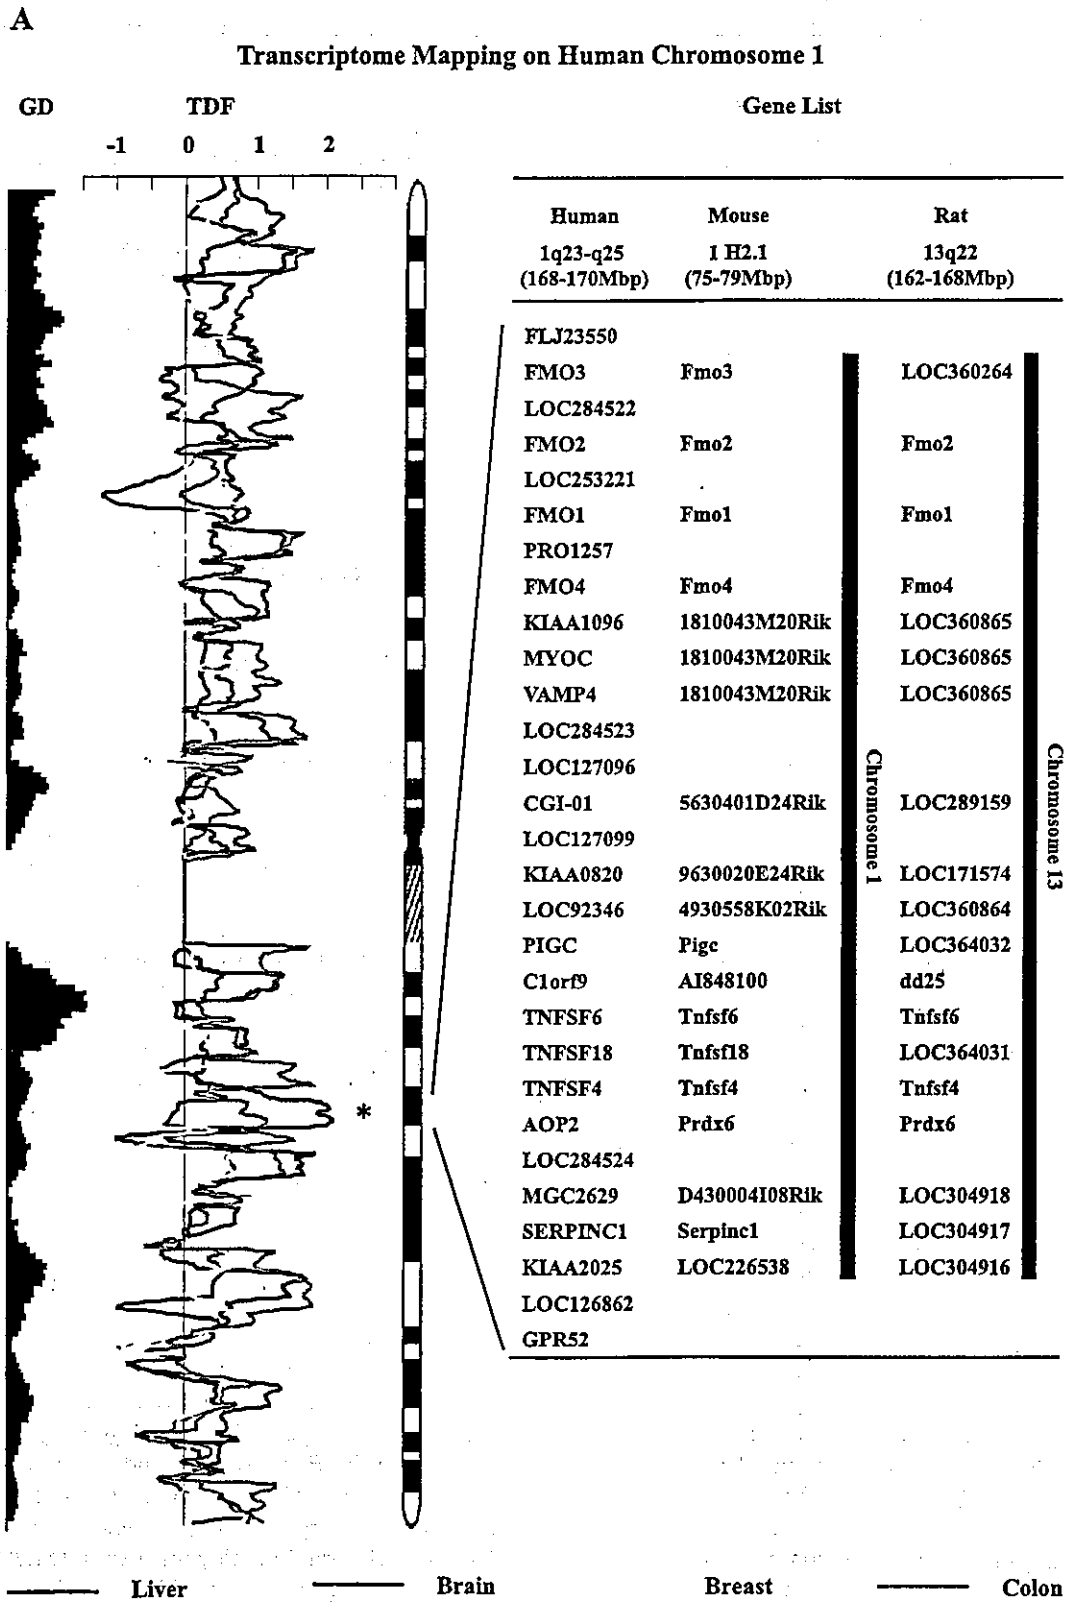 A
Transcriptome Mapping on Human Chromosome 1
GD TDF Gene List
-1 0 1 2
Human Mouse Rat
1q23-q25 1 H2.1 13q22
(168-170Mbp) (75-79Mbp) (162-168Mbp)
FLJ23550
FMO3 Fmo3 LOC360264
LOC284522
FMO2 Fmo2 Fmo2
LOC253221
FMO1 Fmo1 Fmo1
PRO1257
FMO4 Fmo4 Fmo4
KIAA1096 1810043M20Rik LOC360865
MYOC 1810043M20Rik LOC360865
VAMP4 1810043M20Rik LOC360865
LOC284523
LOC127096
CGI-01 5630401D24Rik LOC289159
LOC127099
KIAA0820 9630020E24Rik LOC171574
LOC92346 4930558K02Rik LOC360864
PIGC Pigc LOC364032
C1orf9 AI848100 dd25
TNFSF6 Tnfsf6 Tnfsf6
TNFSF18 Tnfsf18 LOC364031
TNFSF4 Tnfsf4 Tnfsf4
*
AOP2 Prdx6 Prdx6
LOC284524
MGC2629 D430004I08Rik LOC304918
SERPINC1 Serpinc1 LOC304917
KIAA2025 LOC226538 LOC304916
LOC126862
GPR52
Chromosome 1
Chromosome 13
Liver Brain Breast Colon